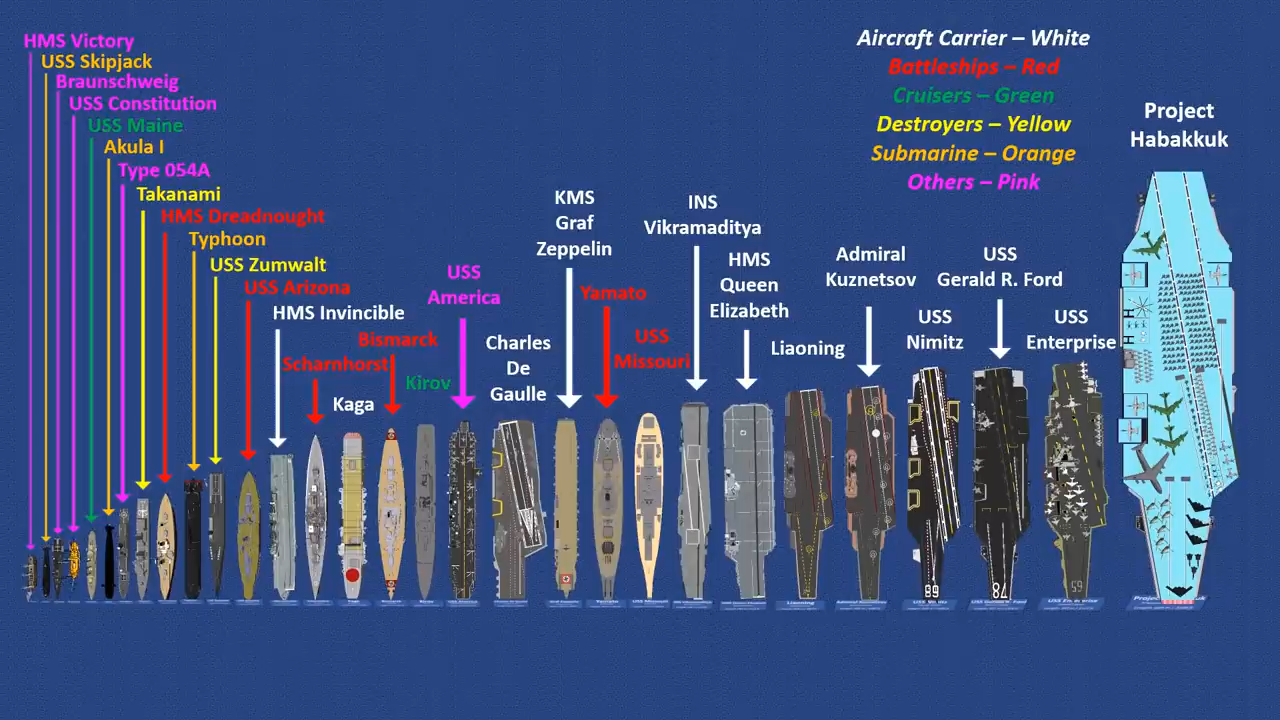 HMS Victory
USS Skipjack
Braunschweig
USS Constitution
USS Maine
Akula I
Type 054A
Takanami
HMS Dreadnought
Typhoon
USS Zumwalt
USS Arizona
HMS Invincible
Scharnhorst
Kaga
Bismarck
Kirov
USS
America
Charles
De
Gaulle
KMS
Graf
Zeppelin
Yamato
USS
Missouri
INS
Vikramaditya
HMS
Queen
Elizabeth
Liaoning
Admiral
Kuznetsov
USS
Nimitz
USS
Gerald R. Ford
USS
Enterprise
Project
Habakkuk
Aircraft Carrier – White
Battleships – Red
Cruisers – Green
Destroyers – Yellow
Submarine – Orange
Others – Pink